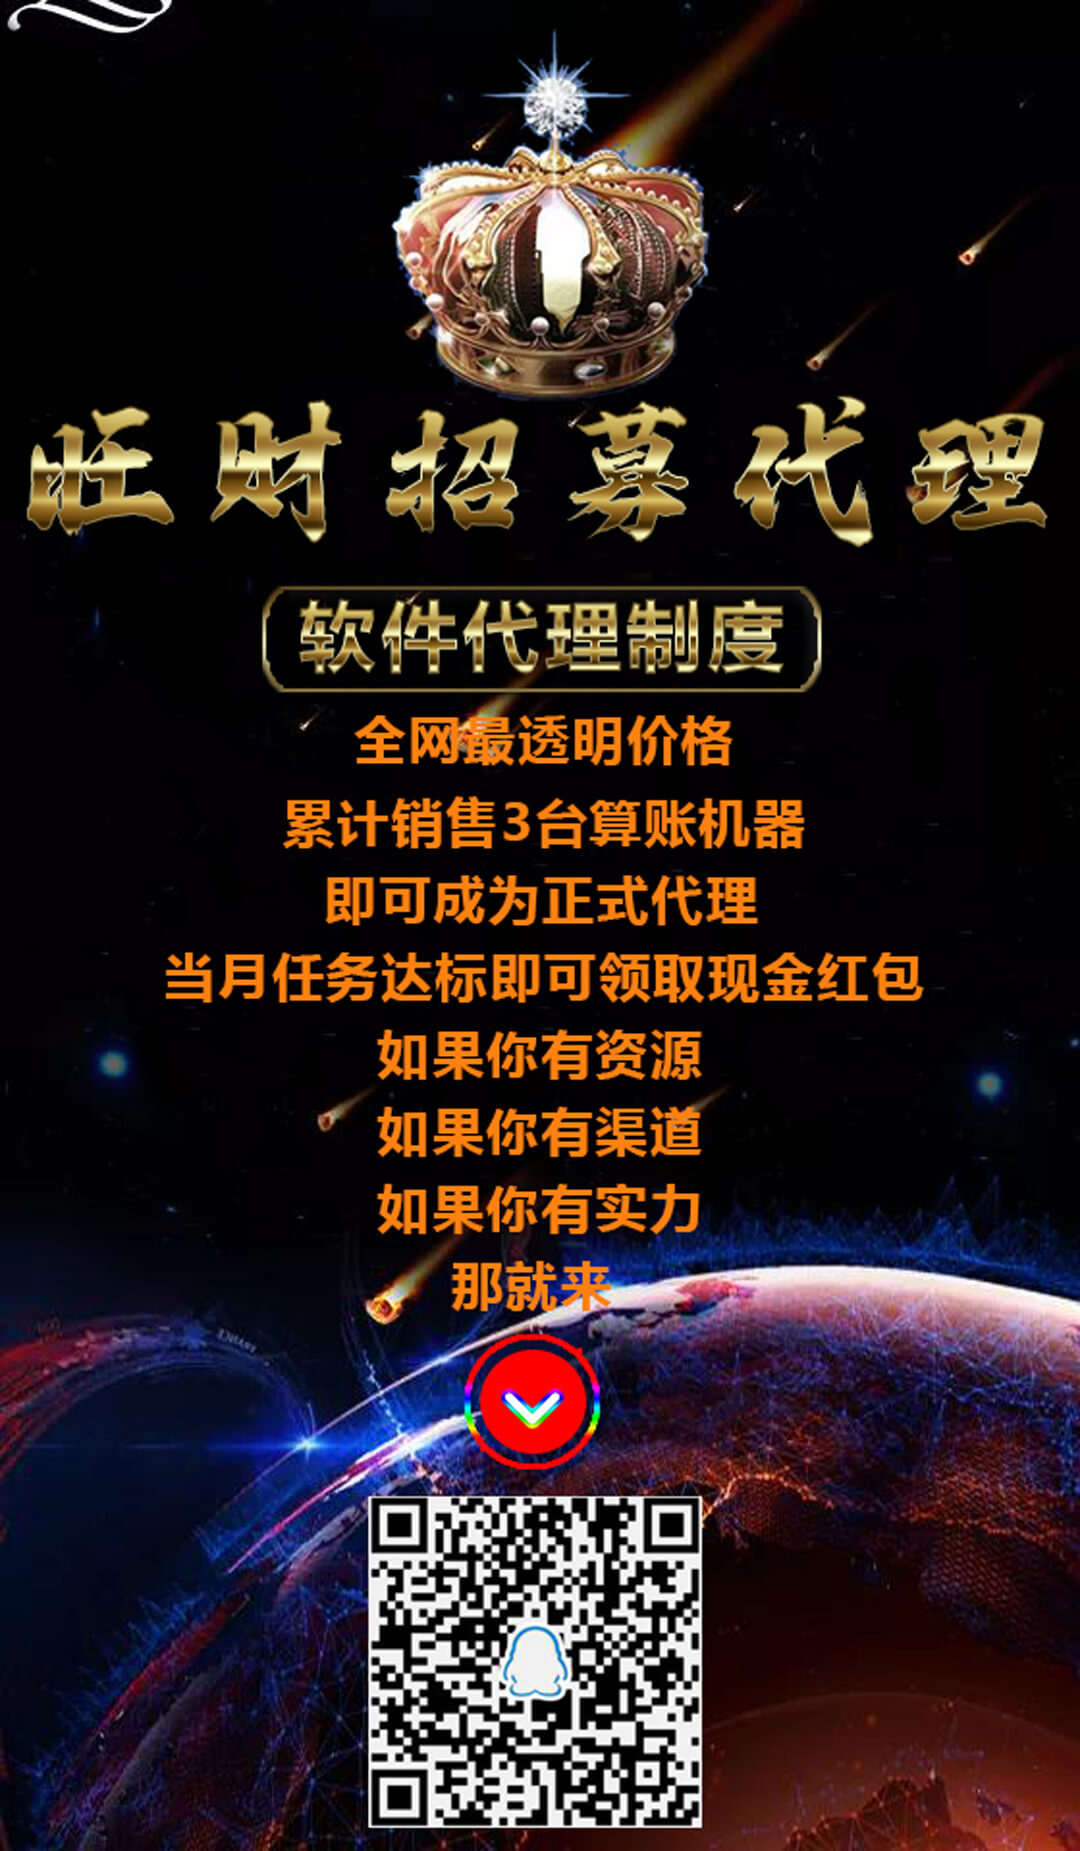 旺财招募代理
软件代理制度
全网最透明价格
累计销售3台算账机器
即可成为正式代理
当月任务达标即可领取现金红包
如果你有资源
如果你有渠道
如果你有实力
那就来